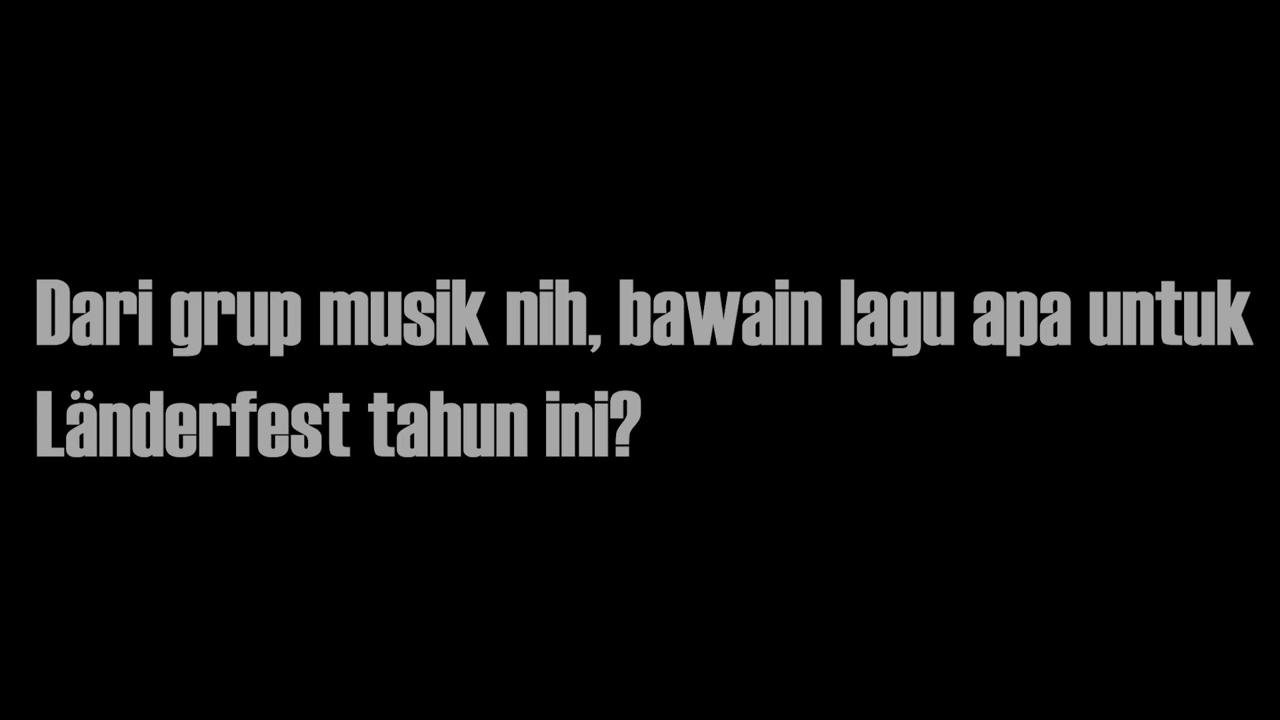 Dari grup musik nih, bawain lagu apa untuk
Länderfest tahun ini?